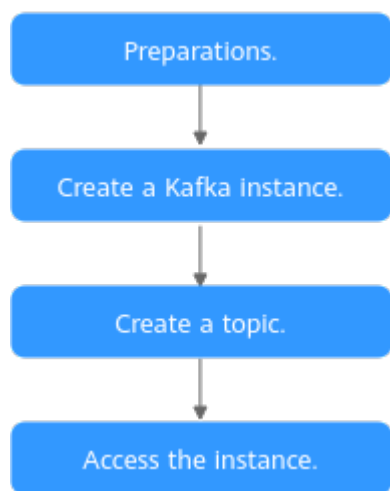 Preparations.
Create a Kafka instance.
Create a topic.
Access the instance.